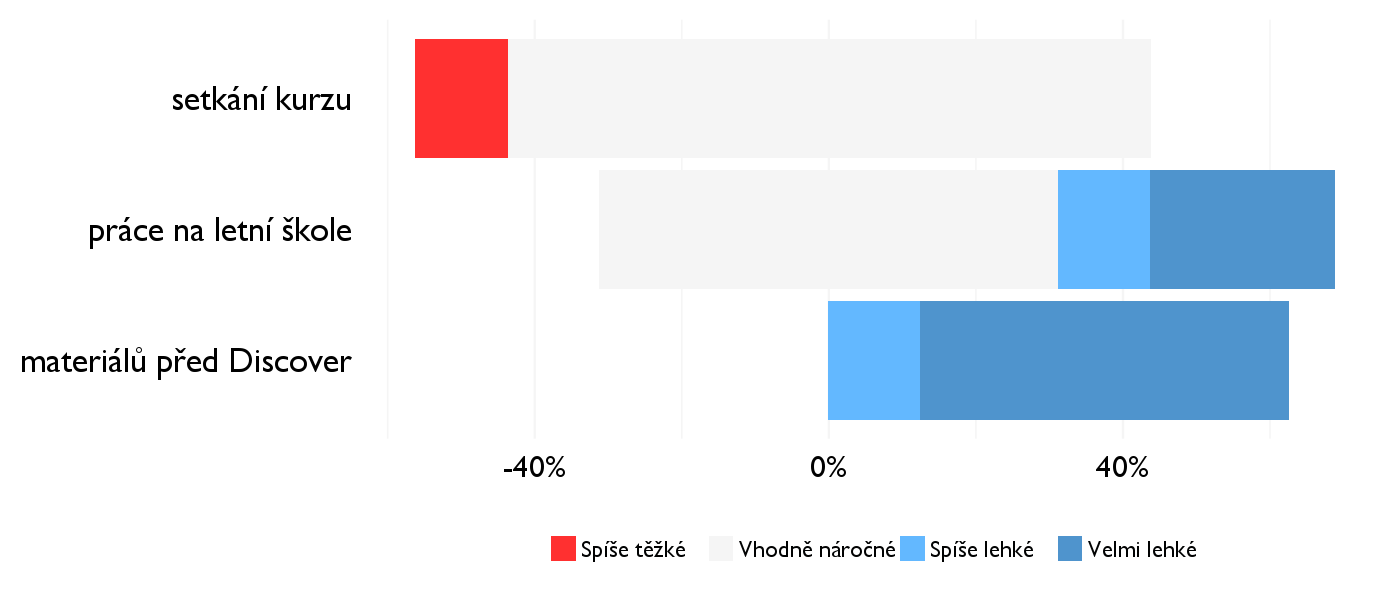 setkání kurzu
práce na letní škole
materiálů před Discover
-40% 0% 40%
Spíše těžké Vhodně náročné Spíše lehké Velmi lehké